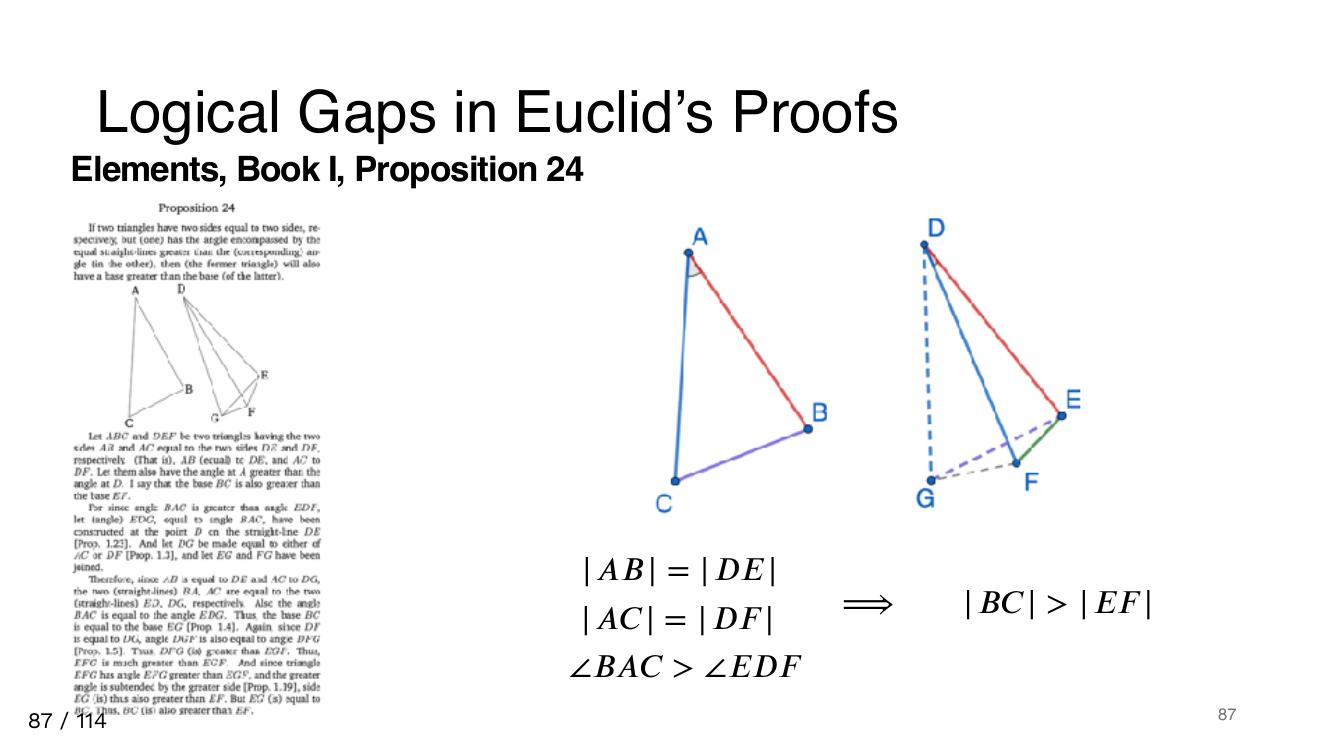 Logical Gaps in Euclid's Proofs
Elements, Book I, Proposition 24
Proposition 24
If two triangles have two sides equal to two sides, re-
spectively, but (one) has the angle encompassed by the
equal straight-lines greater than the (corresponding) an-
gle (in the other), then (the former triangle) will also
have a base greater than the base (of the latter).
A
D
E
B
G
F
C
Let ABC and DEF be two triangles having the two
sides AB and AC equal to the two sides DE and DF,
respectively. (That is), AB (equal) to DE, and AC to
DF. Let them also have the angle at A greater than the
angle at D. I say that the base BC is also greater than
the base EF.
For since angle BAC is greater than angle EDF,
let (angle) EDG, equal to angle BAC, have been
constructed at the point D on the straight-line DE
[Prop. 1.23]. And let DG be made equal to either of
AC or DF [Prop. 1.3], and let EG and FG have been
joined.
Therefore, since AB is equal to DE and AC to DG,
the two (straight-lines) BA, AC are equal to the two
(straight-lines) ED, DG, respectively. Also the angle
BAC is equal to the angle EDG. Thus, the base BC
is equal to the base EG [Prop. 1.4]. Again, since DF
is equal to DG, angle DGF is also equal to angle DFG
[Prop. 1.5]. Thus, DFG (is) greater than EGF. Thus,
EFG is much greater than EGF. And since triangle
EFG has angle EFG greater than EGF, and the greater
angle is subtended by the greater side [Prop. 1.19], side
EG (is) thus also greater than EF. But EG (is) equal to
BC. Thus, BC (is) also greater than EF.
A
B
C
D
E
F
G
|AB| = |DE|
|AC| = |DF|
∠BAC > ∠EDF
⟹
|BC| > |EF|
87 / 114
87